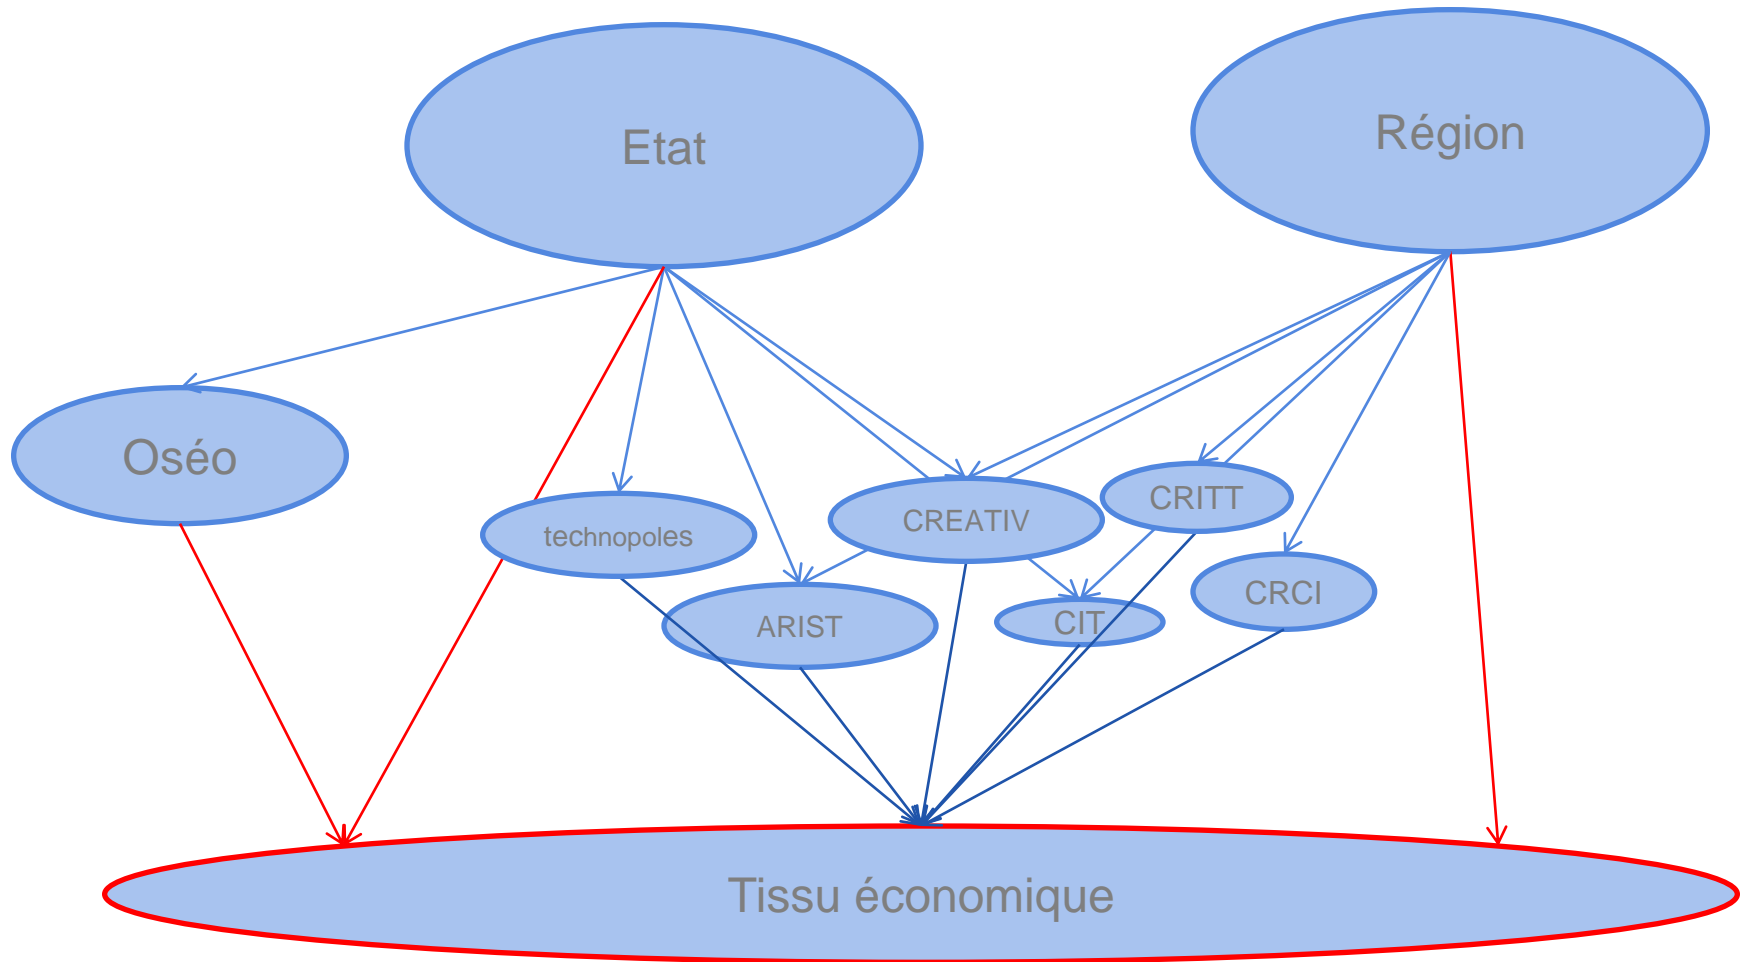 Etat
Région
Oséo
technopoles
CREATIV
CRITT
ARIST
CIT
CRCI
Tissu économique